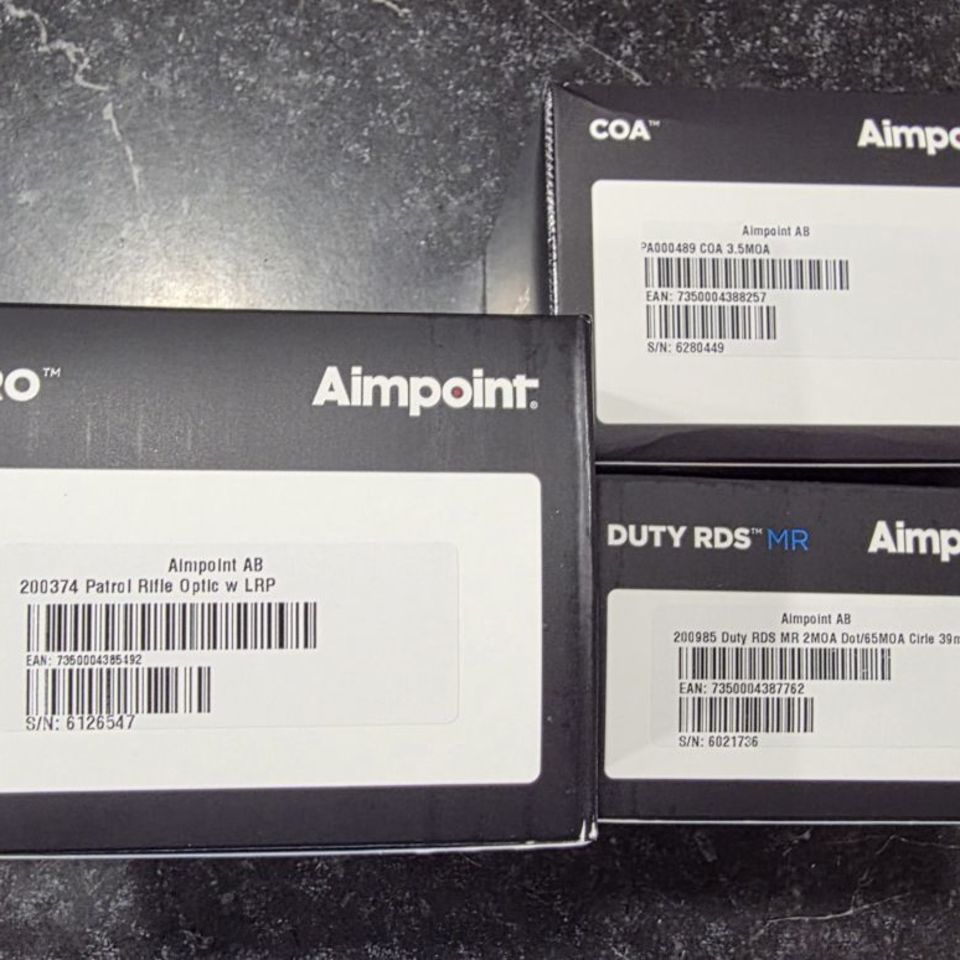 COA™ Aimpo
Aimpoint AB
PA000489 COA 3.5MOA
EAN: 7350004388257
S/N: 6280449
RO™ Aimpoint®
Aimpoint AB
200374 Patrol Rifle Optic w LRP
EAN: 7350004385492
S/N: 6126547
DUTY RDS™ MR Aimp
Aimpoint AB
200985 Duty RDS MR 2MOA Dot/65MOA Cirle 39m
EAN: 7350004387762
S/N: 6021736